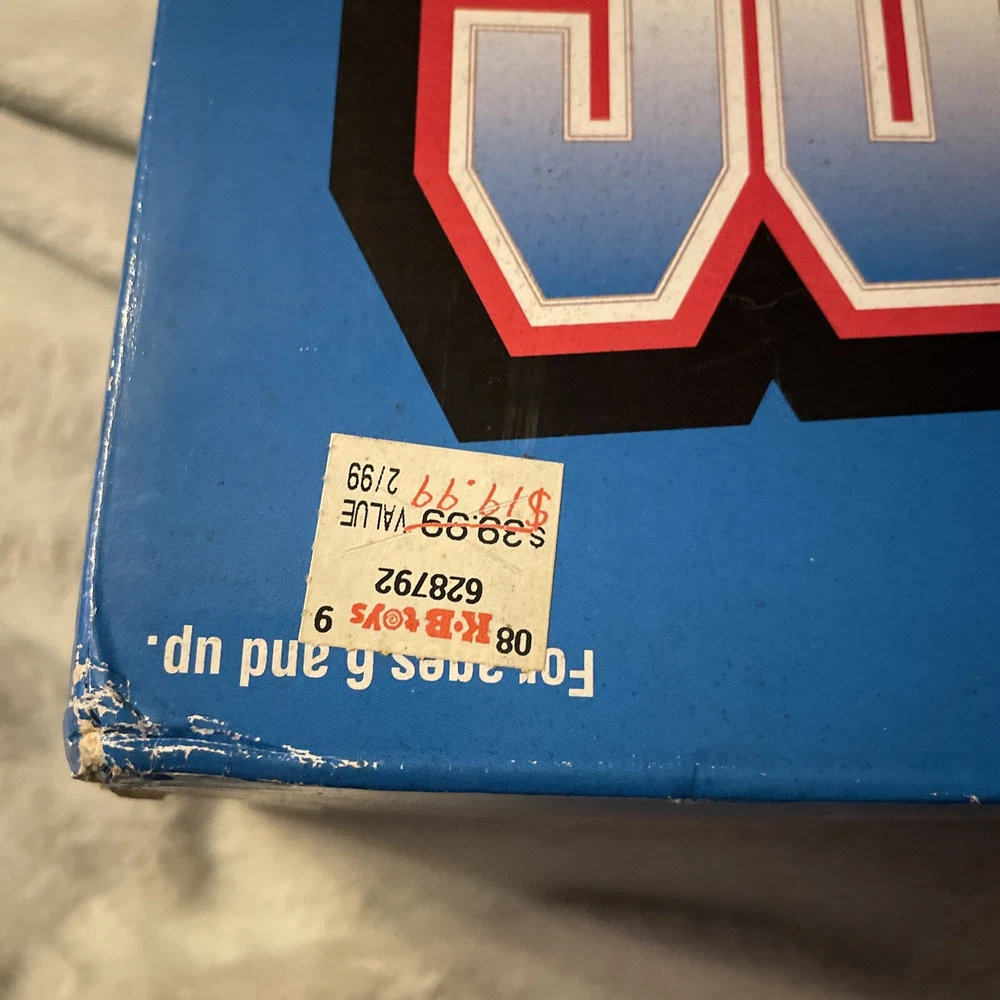 For ages 6 and up.
08 K·B toys 9
628792
$39.99 VALUE
$19.99 2/99